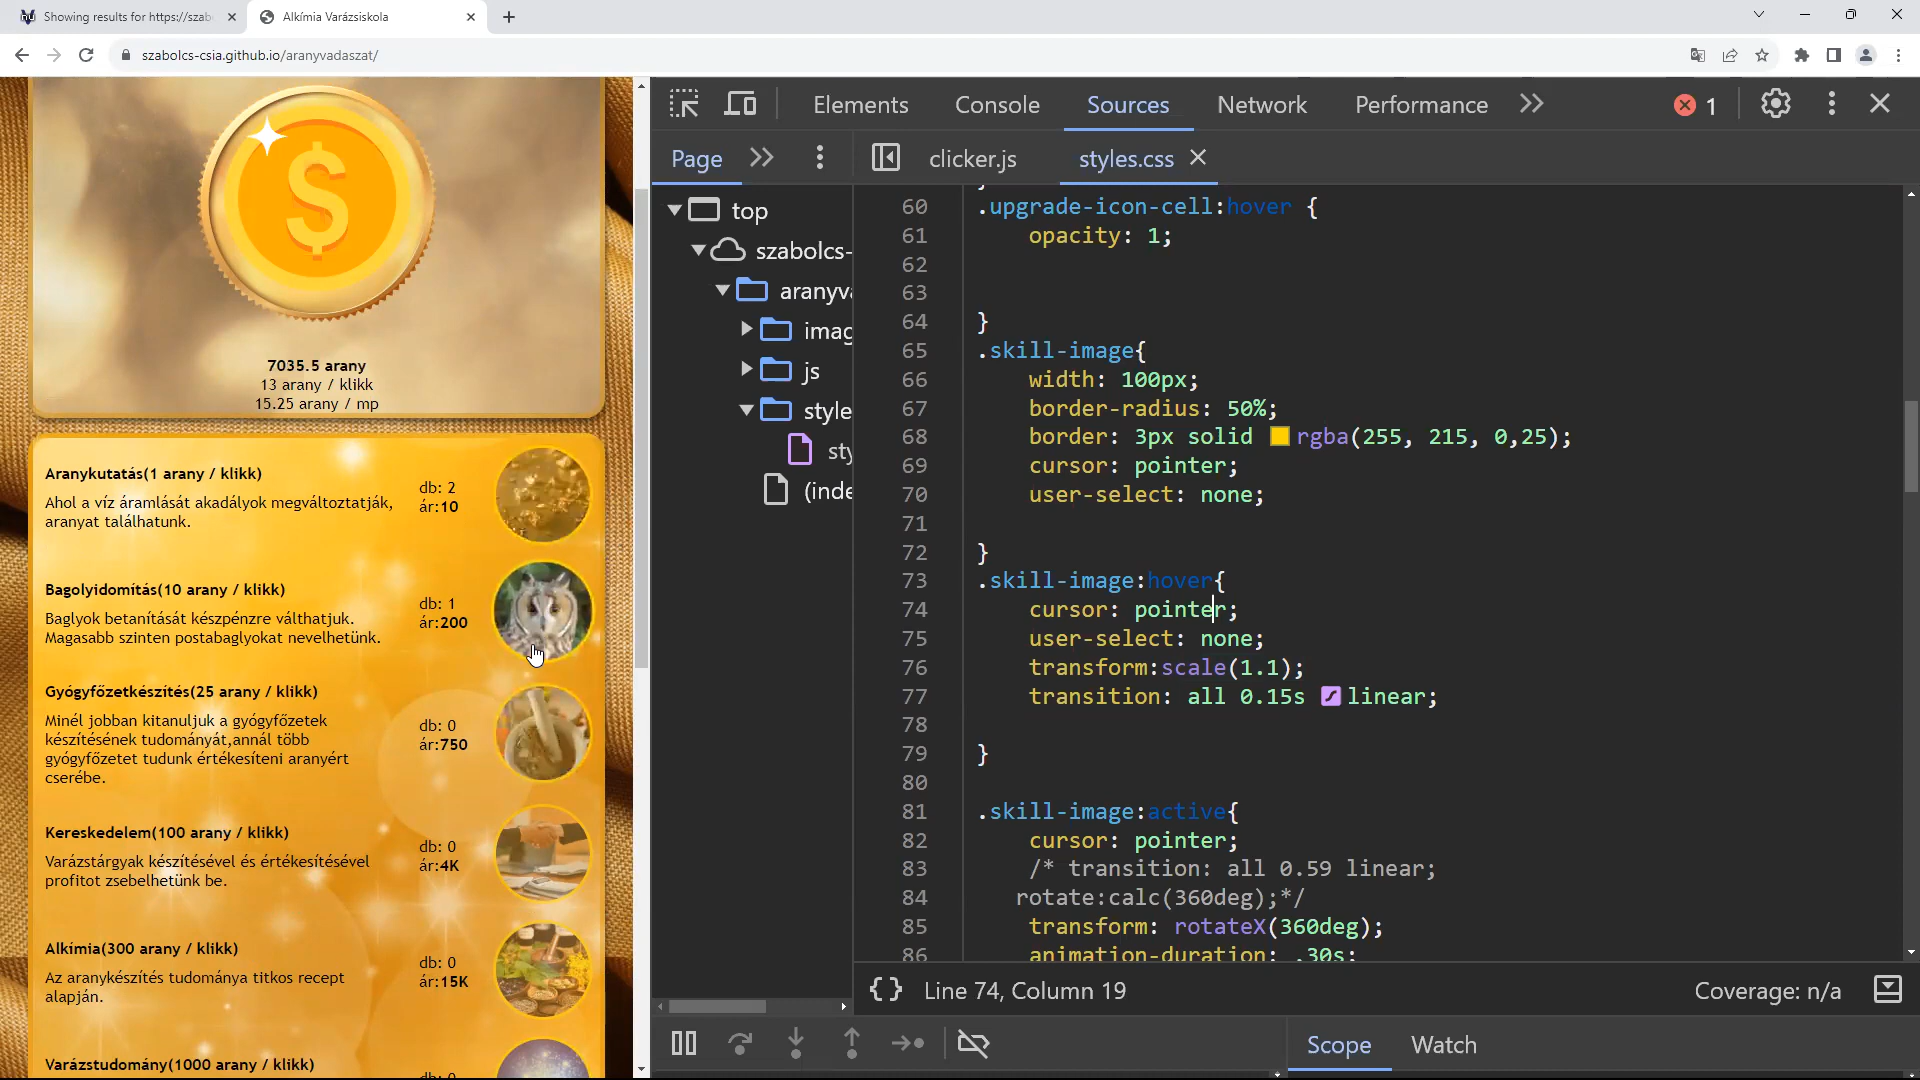 Showing results for https://szab
Alkímia Varázsiskola
szabolcs-csia.github.io/aranyvadaszat/
7035.5 arany
13 arany / klikk
15.25 arany / mp
Aranykutatás(1 arany / klikk)
Ahol a víz áramlását akadályok megváltoztatják,
aranyat találhatunk.
db: 2
ár:10
Bagolyidomítás(10 arany / klikk)
Baglyok betanítását készpénzre válthatjuk.
Magasabb szinten postabaglyokat nevelhetünk.
db: 1
ár:200
Gyógyfőzetkészítés(25 arany / klikk)
Minél jobban kitanuljuk a gyógyfőzetek
készítésének tudományát,annál több
gyógyfőzetet tudunk értékesíteni aranyért
cserébe.
db: 0
ár:750
Kereskedelem(100 arany / klikk)
Varázstárgyak készítésével és értékesítésével
profitot zsebelhetünk be.
db: 0
ár:4K
Alkímia(300 arany / klikk)
Az aranykészítés tudománya titkos recept
alapján.
db: 0
ár:15K
Varázstudomány(1000 arany / klikk)
db: 0
Elements Console Sources Network Performance 1
Page clicker.js styles.css
top
szabolcs-
aranyva
imag
js
style
sty
(inde
60 .upgrade-icon-cell:hover {
61 opacity: 1;
62
63
64 }
65 .skill-image{
66 width: 100px;
67 border-radius: 50%;
68 border: 3px solid rgba(255, 215, 0,25);
69 cursor: pointer;
70 user-select: none;
71
72 }
73 .skill-image:hover{
74 cursor: pointer;
75 user-select: none;
76 transform:scale(1.1);
77 transition: all 0.15s linear;
78
79 }
80
81 .skill-image:active{
82 cursor: pointer;
83 /* transition: all 0.59 linear;
84 rotate:calc(360deg);*/
85 transform: rotateX(360deg);
86 animation-duration: .30s;
{} Line 74, Column 19
Coverage: n/a
Scope Watch